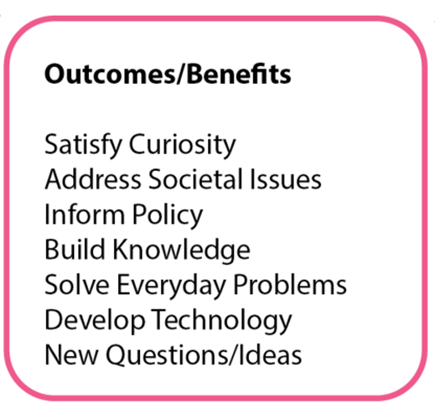 Outcomes/Benefits
Satisfy Curiosity
Address Societal Issues
Inform Policy
Build Knowledge
Solve Everyday Problems
Develop Technology
New Questions/Ideas